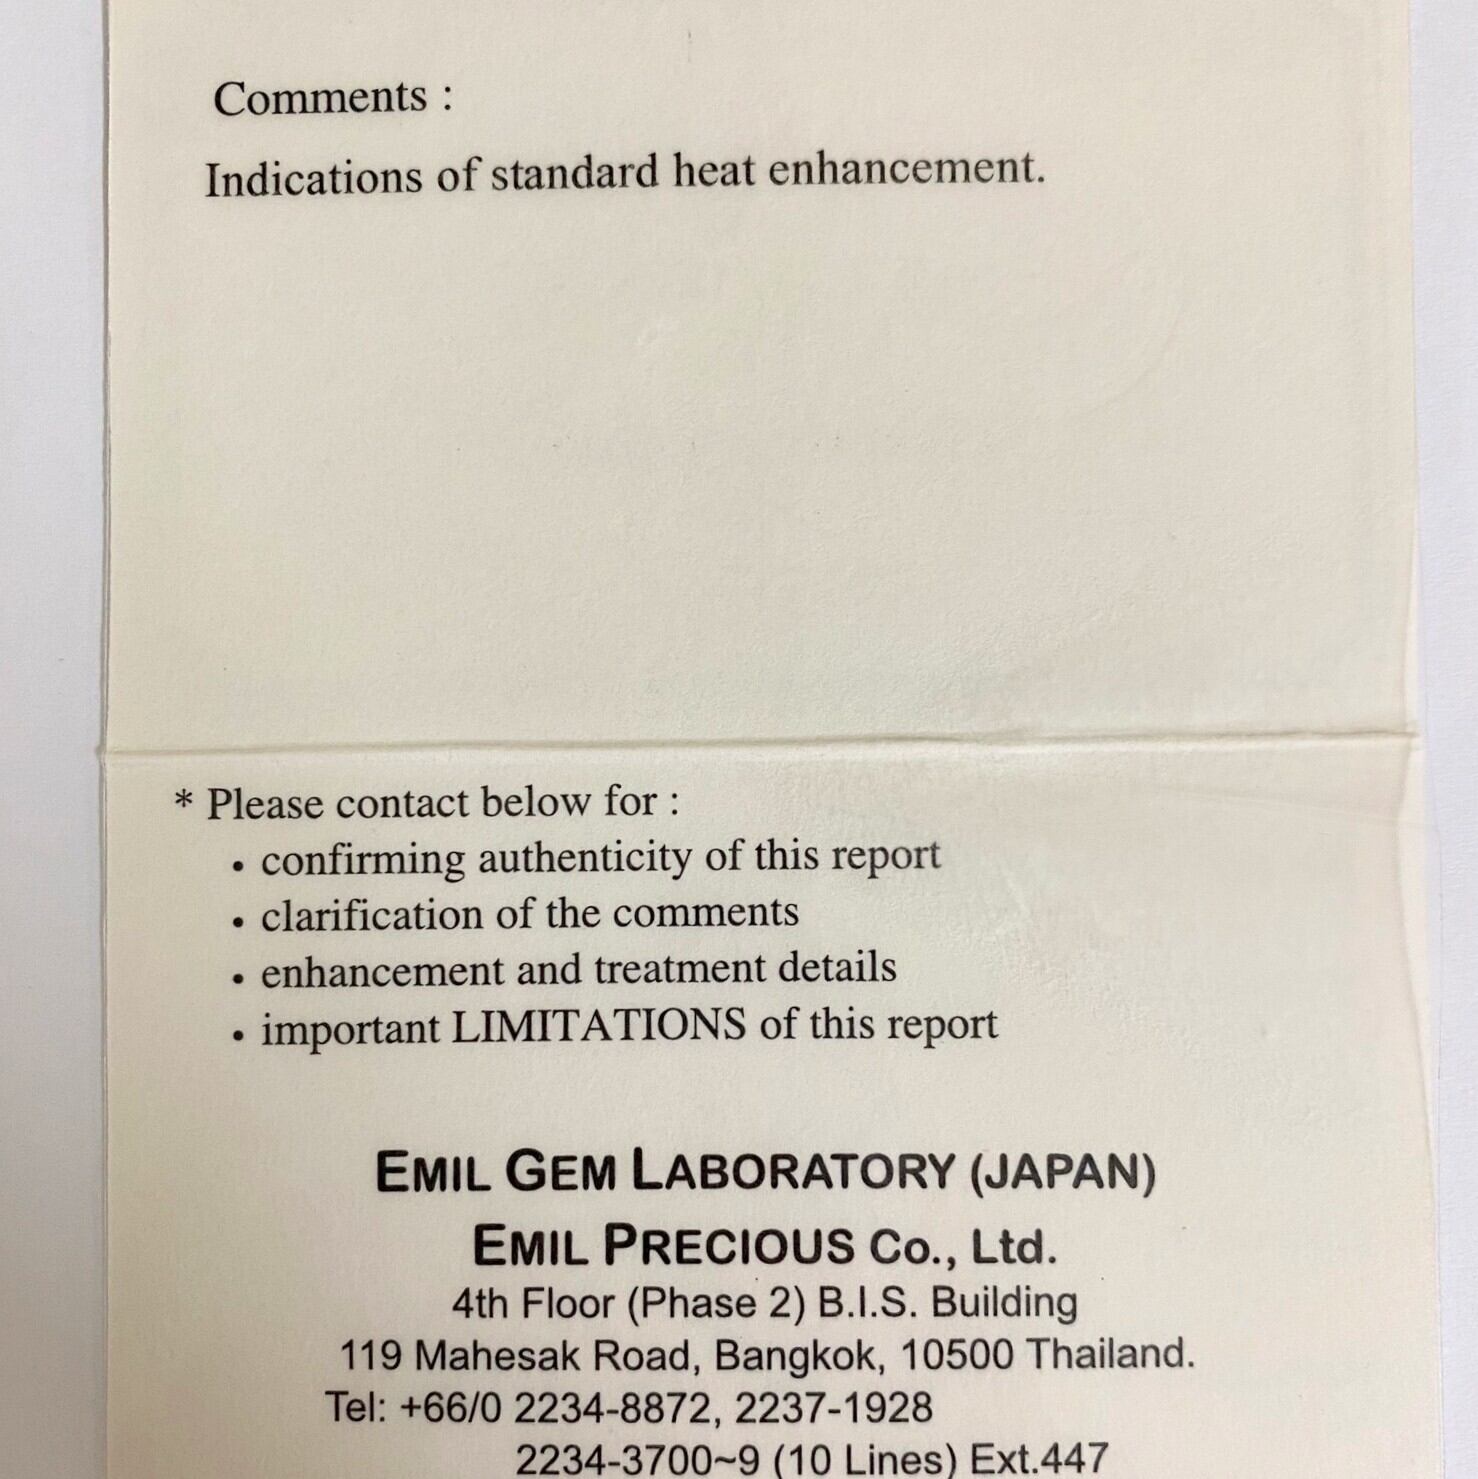 Comments :
Indications of standard heat enhancement.
* Please contact below for :
• confirming authenticity of this report
• clarification of the comments
• enhancement and treatment details
• important LIMITATIONS of this report
EMIL GEM LABORATORY (JAPAN)
EMIL PRECIOUS Co., Ltd.
4th Floor (Phase 2) B.I.S. Building
119 Mahesak Road, Bangkok, 10500 Thailand.
Tel: +66/0 2234-8872, 2237-1928
2234-3700~9 (10 Lines) Ext.447